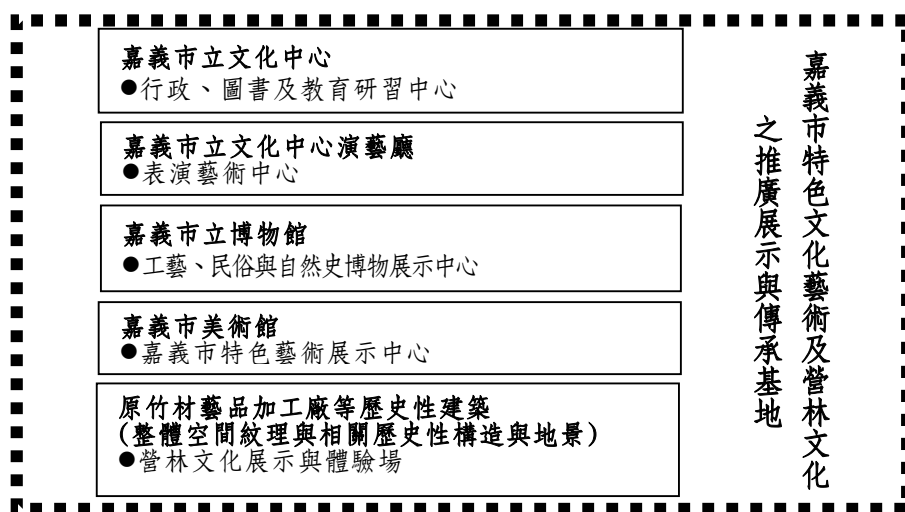 嘉義市立文化中心
●行政、圖書及教育研習中心
嘉義市立文化中心演藝廳
●表演藝術中心
嘉義市立博物館
●工藝、民俗與自然史博物展示中心
嘉義市美術館
●嘉義市特色藝術展示中心
原竹材藝品加工廠等歷史性建築
(整體空間紋理與相關歷史性構造與地景)
●營林文化展示與體驗場
嘉義市特色文化藝術及營林文化
之推廣展示與傳承基地